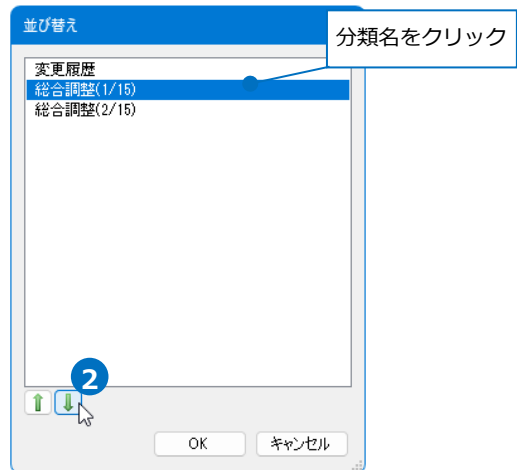 並び替え
分類名をクリック
変更履歴
総合調整(1/15)
総合調整(2/15)
2
OK キャンセル